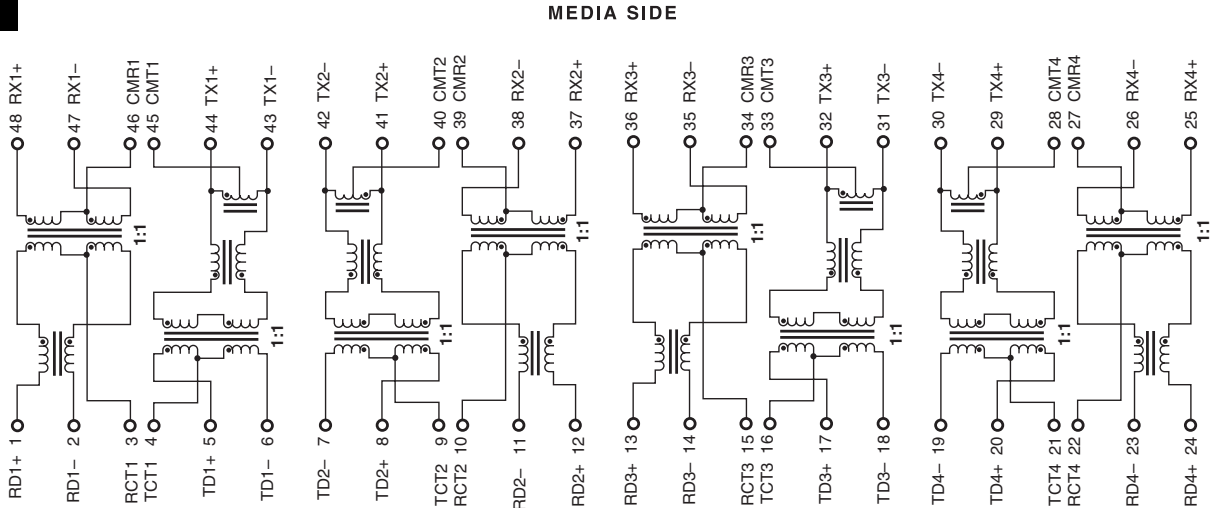 MEDIA SIDE
48 RX1+
47 RX1–
46 CMR1
45 CMT1
44 TX1+
43 TX1–
42 TX2–
41 TX2+
40 CMT2
39 CMR2
38 RX2–
37 RX2+
36 RX3+
35 RX3–
34 CMR3
33 CMT3
32 TX3+
31 TX3–
30 TX4–
29 TX4+
28 CMT4
27 CMR4
26 RX4–
25 RX4+
1:1
1:1
1:1
1:1
1:1
1:1
1:1
1:1
RD1+ 1
RD1– 2
RCT1 3
TCT1 4
TD1+ 5
TD1– 6
TD2– 7
TD2+ 8
TCT2 9
RCT2 10
RD2– 11
RD2+ 12
RD3+ 13
RD3– 14
RCT3 15
TCT3 16
TD3+ 17
TD3– 18
TD4– 19
TD4+ 20
TCT4 21
RCT4 22
RD4– 23
RD4+ 24